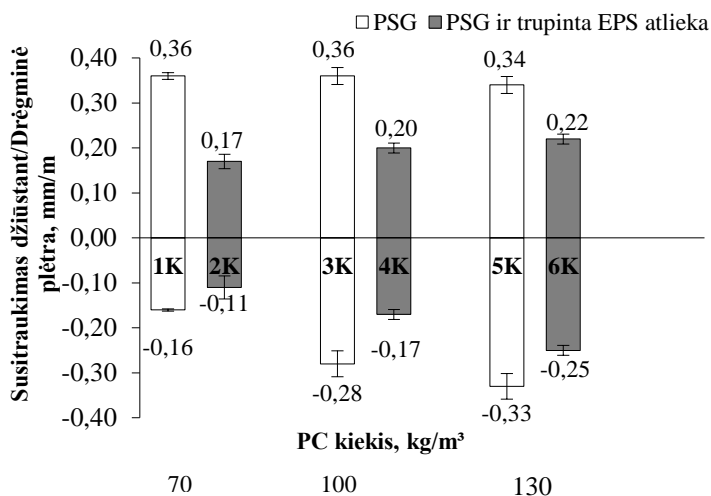 PSG PSG ir trupinta EPS atlieka
0,36 0,36 0,34
0,40
0,30
0,17 0,20 0,22
0,20
0,10
0,00
1K 2K 3K 4K 5K 6K
-0,10
-0,11
-0,16 -0,17
-0,20
-0,25
-0,28
-0,30
-0,33
-0,40
Susitraukimas džiūstant/Drėgminė
plėtra, mm/m
PC kiekis, kg/m³
70 100 130